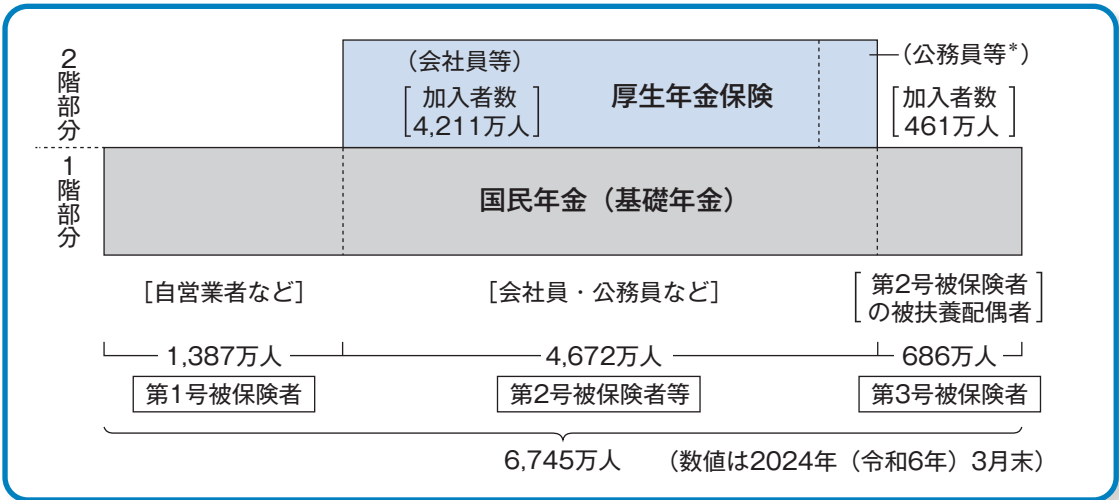 2階部分
(会社員等)
[加入者数
4,211万人]
厚生年金保険
(公務員等*)
[加入者数
461万人]
1階部分
国民年金(基礎年金)
[自営業者など]
[会社員・公務員など]
[第2号被保険者
の被扶養配偶者]
1,387万人
4,672万人
686万人
第1号被保険者
第2号被保険者等
第3号被保険者
6,745万人 (数値は2024年(令和6年)3月末)